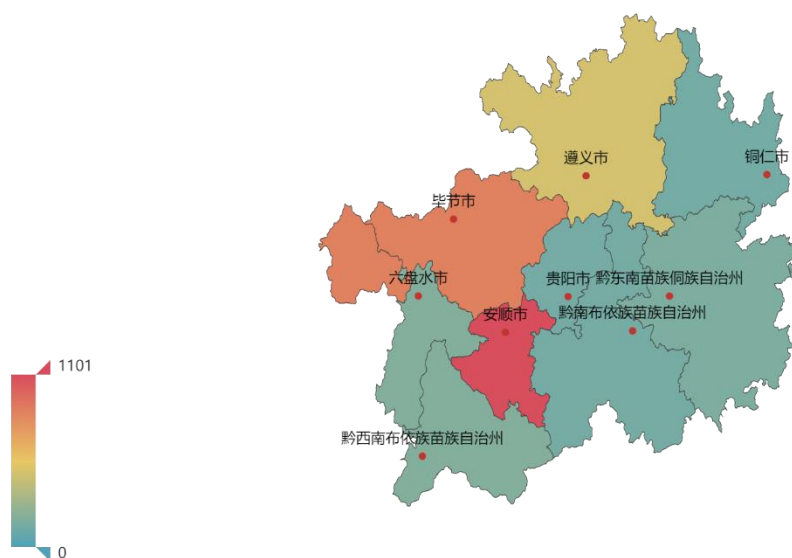 遵义市
铜仁市
毕节市
六盘水市
贵阳市
黔东南苗族侗族自治州
安顺市
黔南布依族苗族自治州
1101
黔西南布依族苗族自治州
0